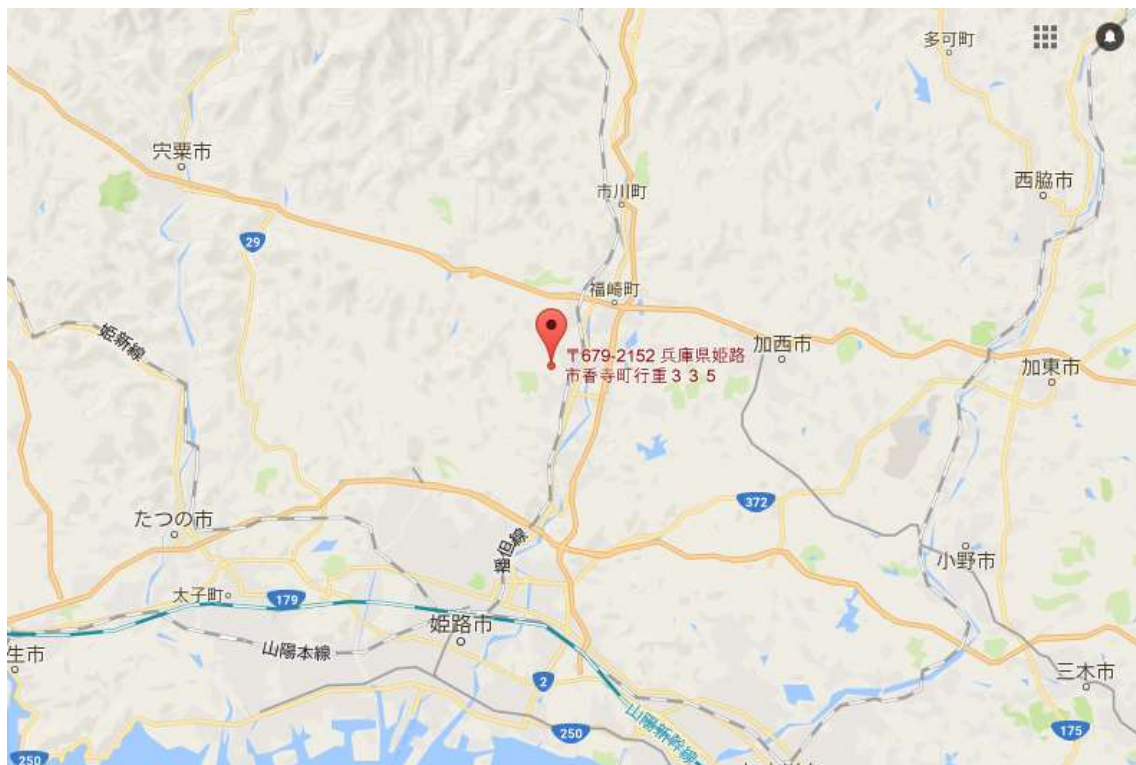 多可町
宍粟市
西脇市
市川町
29
福崎町
姫新線
加西市
〒679-2152 兵庫県姫路
市香寺町行重３３５
加東市
372
たつの市
播但線
小野市
太子町
179
姫路市
山陽本線
生市
三木市
2
山陽新幹線
250
175
250